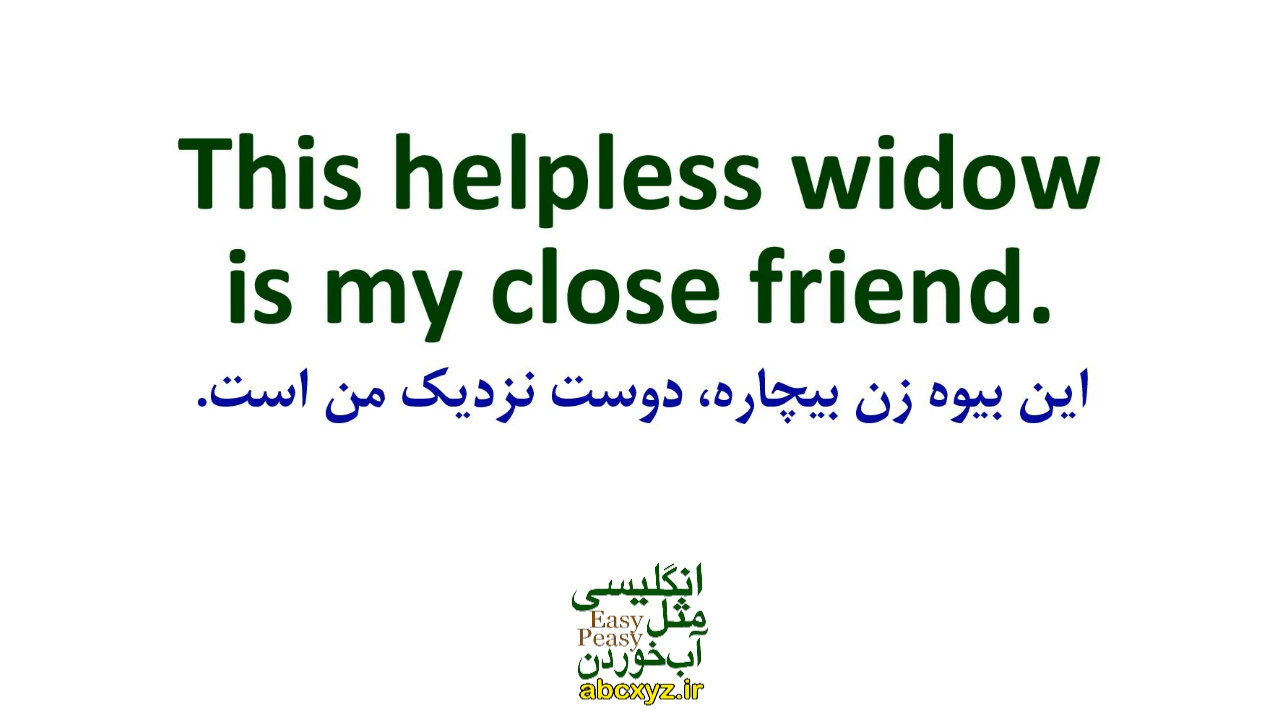 This helpless widow
is my close friend.
این بیوه زن بیچاره، دوست نزدیک من است.
انگلیسی
مثل
Easy
Peasy
آب‌خوردن
abcxyz.ir